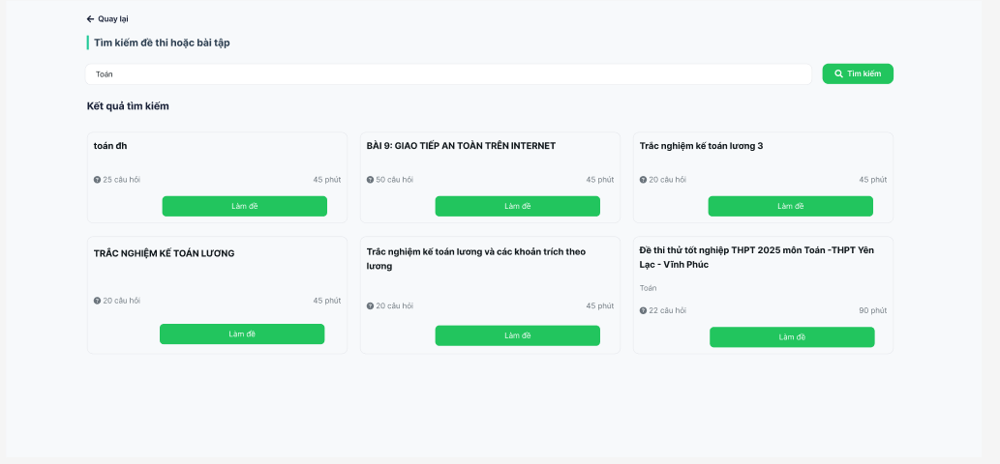 Quay lại
Tìm kiếm đề thi hoặc bài tập
Toán
Tìm kiếm
Kết quả tìm kiếm
toán đh
25 câu hỏi
45 phút
Làm đề
BÀI 9: GIAO TIẾP AN TOÀN TRÊN INTERNET
50 câu hỏi
45 phút
Làm đề
Trắc nghiệm kế toán lương 3
20 câu hỏi
45 phút
Làm đề
TRẮC NGHIỆM KẾ TOÁN LƯƠNG
20 câu hỏi
45 phút
Làm đề
Trắc nghiệm kế toán lương và các khoản trích theo
lương
20 câu hỏi
45 phút
Làm đề
Đề thi thử tốt nghiệp THPT 2025 môn Toán -THPT Yên
Lạc - Vĩnh Phúc
Toán
22 câu hỏi
90 phút
Làm đề